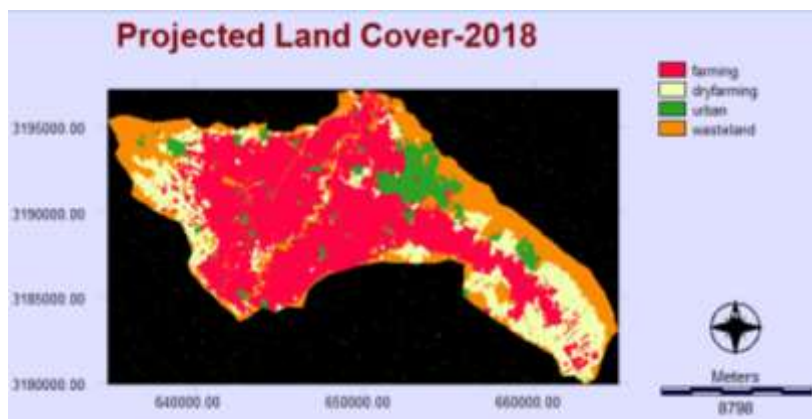 Projected Land Cover-2018
farming
dryfarming
urban
wasteland
3195000.00
3190000.00
3185000.00
3180000.00
640000.00
650000.00
660000.00
Meters
8798